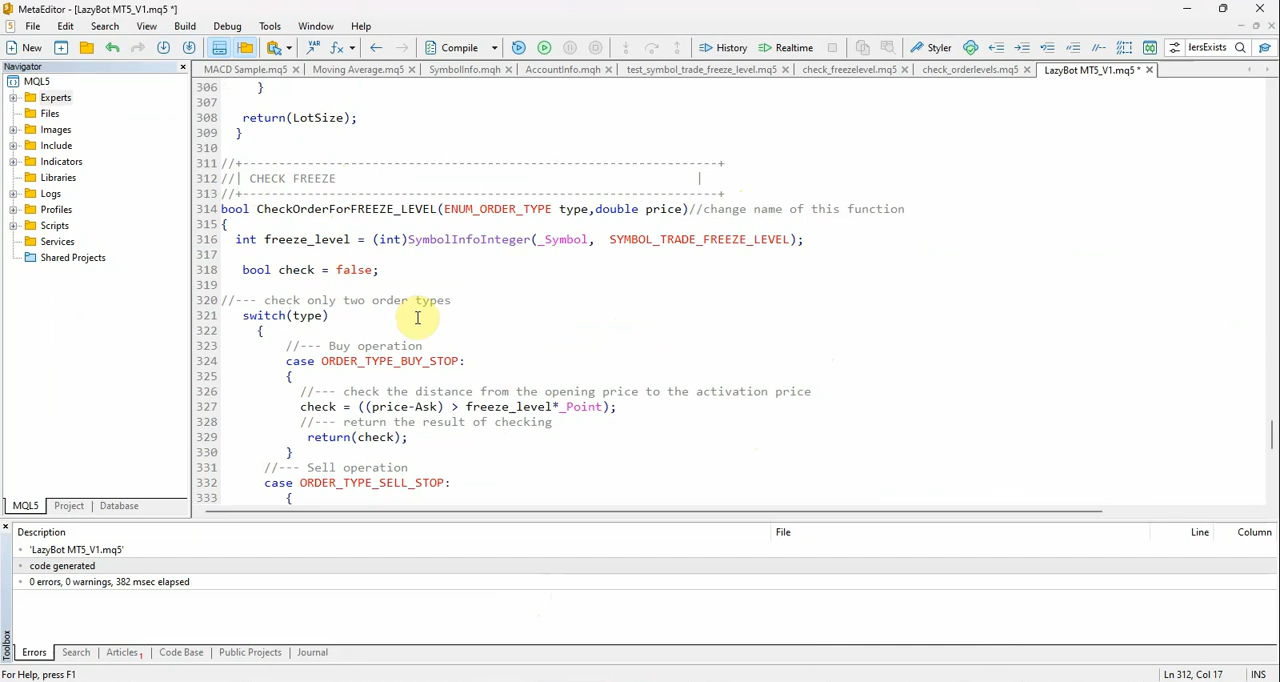 MetaEditor - [LazyBot MT5_V1.mq5 *]
File Edit Search View Build Debug Tools Window Help
New VAR fx Compile History Realtime Styler lersExists
Navigator
MACD Sample.mq5 Moving Average.mq5 SymbolInfo.mqh AccountInfo.mqh test_symbol_trade_freeze_level.mq5 check_freezelevel.mq5 check_orderlevels.mq5 LazyBot MT5_V1.mq5 *
MQL5
Experts
Files
Images
Include
Indicators
Libraries
Logs
Profiles
Scripts
Services
Shared Projects
MQL5 Project Database
306 }
307
308 return(LotSize);
309 }
310
311 //+------------------------------------------------------------------+
312 //| CHECK FREEZE |
313 //+------------------------------------------------------------------+
314 bool CheckOrderForFREEZE_LEVEL(ENUM_ORDER_TYPE type,double price)//change name of this function
315 {
316 int freeze_level = (int)SymbolInfoInteger(_Symbol, SYMBOL_TRADE_FREEZE_LEVEL);
317
318 bool check = false;
319
320 //--- check only two order types
321 switch(type)
322 {
323 //--- Buy operation
324 case ORDER_TYPE_BUY_STOP:
325 {
326 //--- check the distance from the opening price to the activation price
327 check = ((price-Ask) > freeze_level*_Point);
328 //--- return the result of checking
329 return(check);
330 }
331 //--- Sell operation
332 case ORDER_TYPE_SELL_STOP:
333 {
Description File Line Column
'LazyBot MT5_V1.mq5'
code generated
0 errors, 0 warnings, 382 msec elapsed
Toolbox
Errors Search Articles 1 Code Base Public Projects Journal
For Help, press F1 Ln 312, Col 17 INS